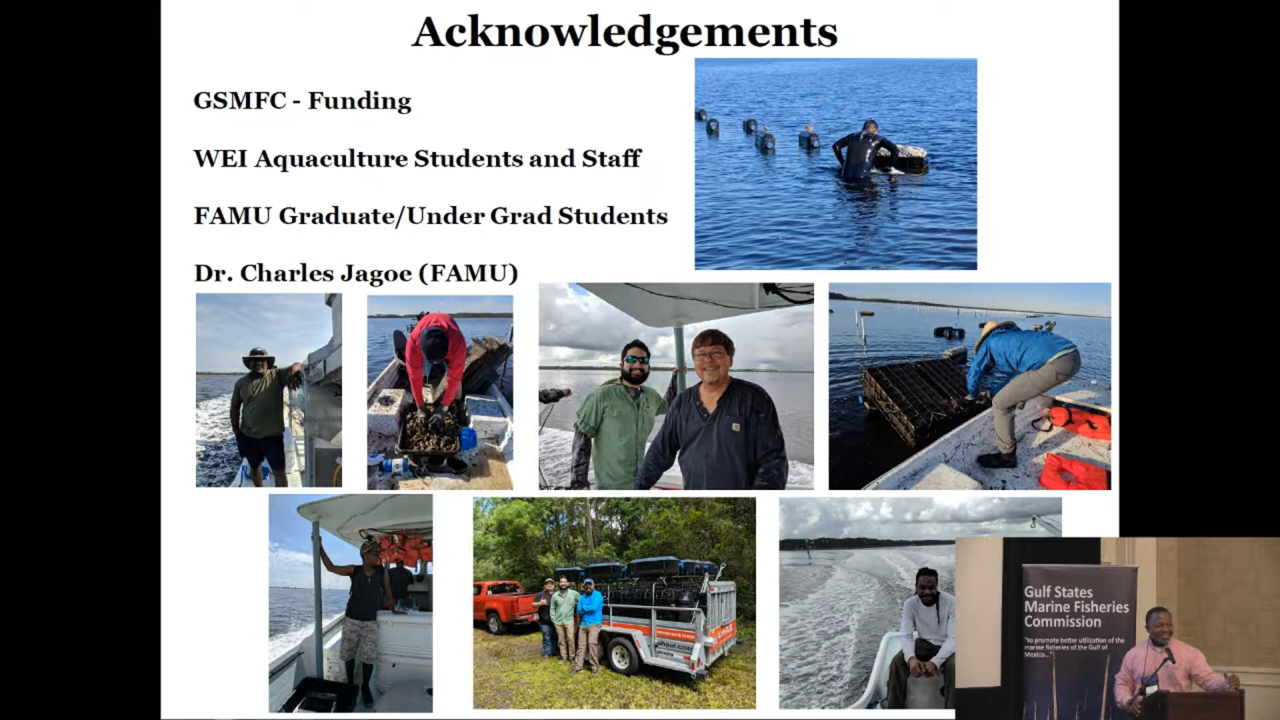 Acknowledgements
GSMFC - Funding
WEI Aquaculture Students and Staff
FAMU Graduate/Under Grad Students
Dr. Charles Jagoe (FAMU)
Gulf States
Marine Fisheries
Commission
"to promote better utilization of the
marine fisheries of the Gulf of
Mexico..."